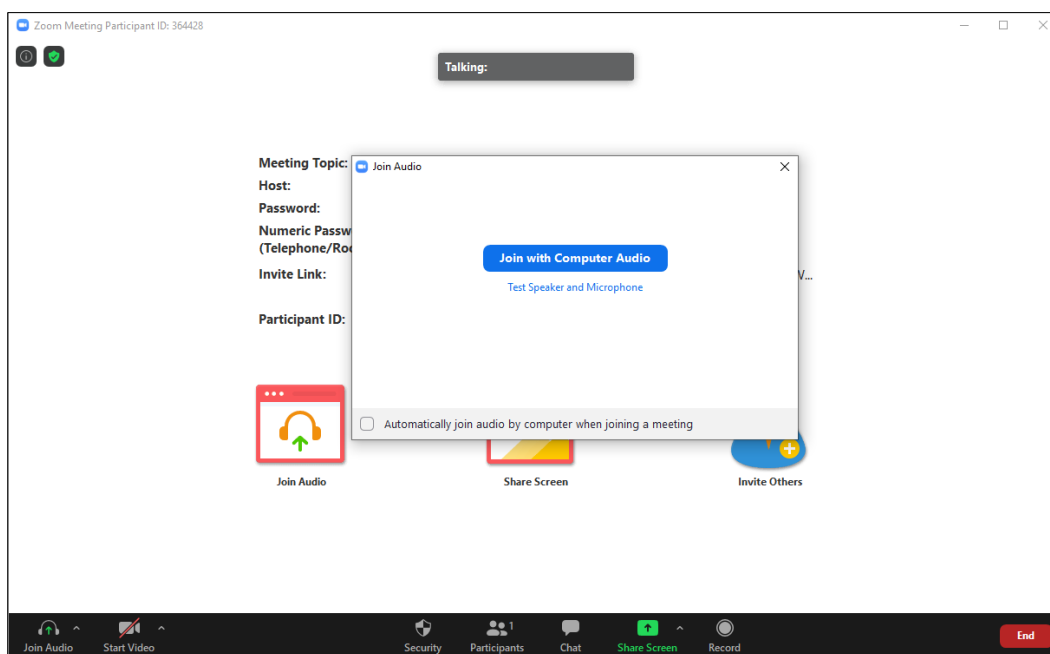 Zoom Meeting Participant ID: 364428
Talking:
Meeting Topic:
Host:
Password:
Numeric Passw
(Telephone/Roo
Invite Link:
V...
Participant ID:
Join Audio
Join with Computer Audio
Test Speaker and Microphone
Automatically join audio by computer when joining a meeting
Join Audio
Share Screen
Invite Others
Join Audio
Start Video
Security
1
Participants
Chat
Share Screen
Record
End